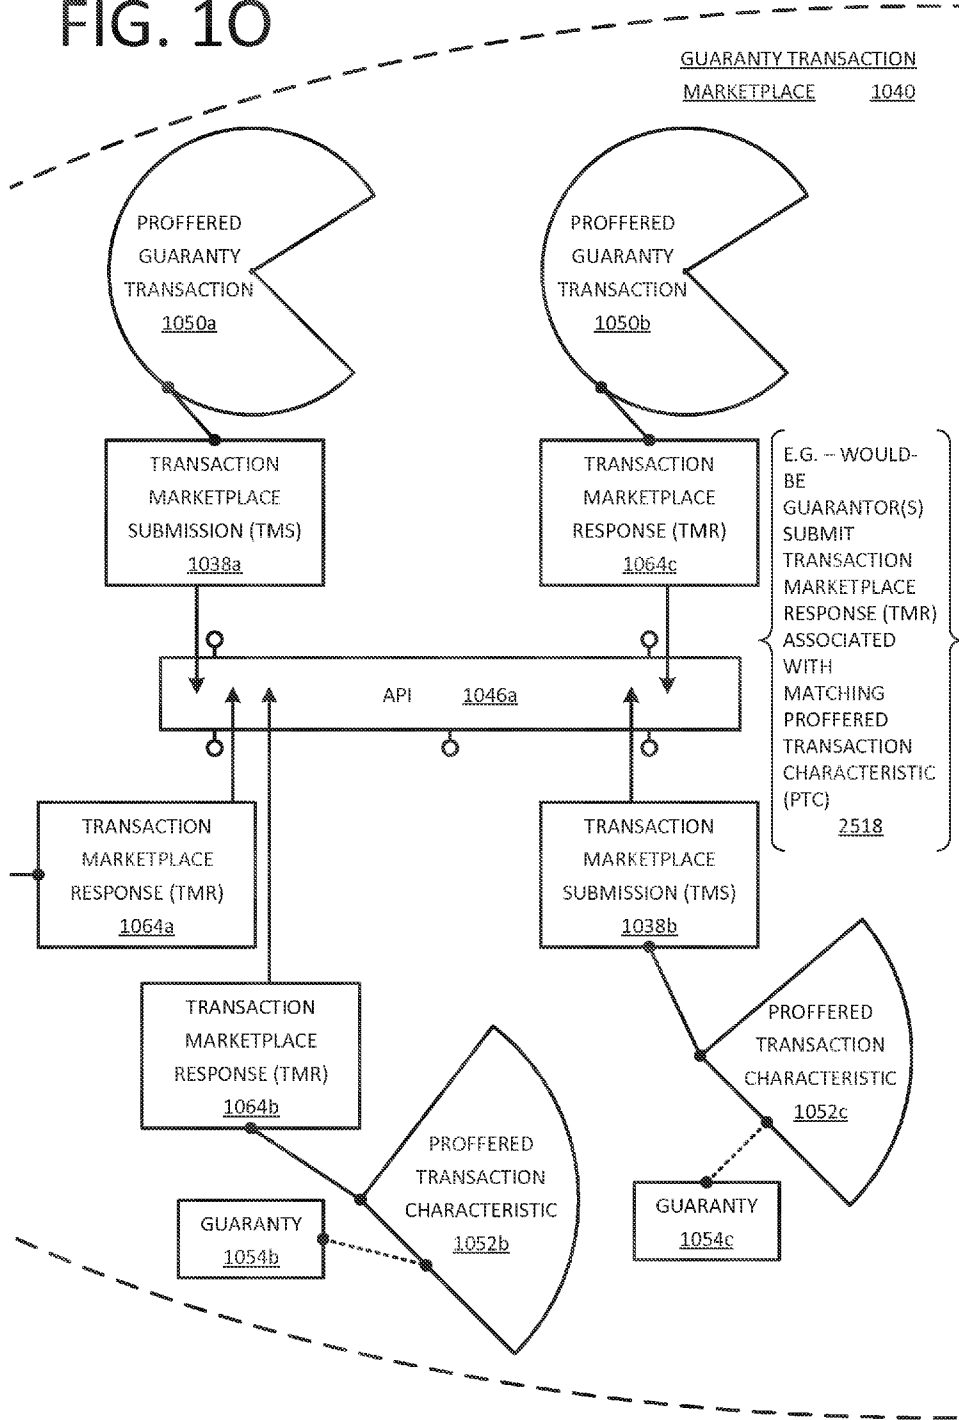 FIG. 10
GUARANTY TRANSACTION
MARKETPLACE 1040
PROFFERED
GUARANTY
TRANSACTION
1050a
PROFFERED
GUARANTY
TRANSACTION
1050b
TRANSACTION
MARKETPLACE
SUBMISSION (TMS)
1038a
TRANSACTION
MARKETPLACE
RESPONSE (TMR)
1064c
E.G. – WOULD-
BE
GUARANTOR(S)
SUBMIT
TRANSACTION
MARKETPLACE
RESPONSE (TMR)
ASSOCIATED
WITH
MATCHING
PROFFERED
TRANSACTION
CHARACTERISTIC
(PTC)
2518
API 1046a
TRANSACTION
MARKETPLACE
RESPONSE (TMR)
1064a
TRANSACTION
MARKETPLACE
SUBMISSION (TMS)
1038b
TRANSACTION
MARKETPLACE
RESPONSE (TMR)
1064b
PROFFERED
TRANSACTION
CHARACTERISTIC
1052c
PROFFERED
TRANSACTION
CHARACTERISTIC
1052b
GUARANTY
1054b
GUARANTY
1054c